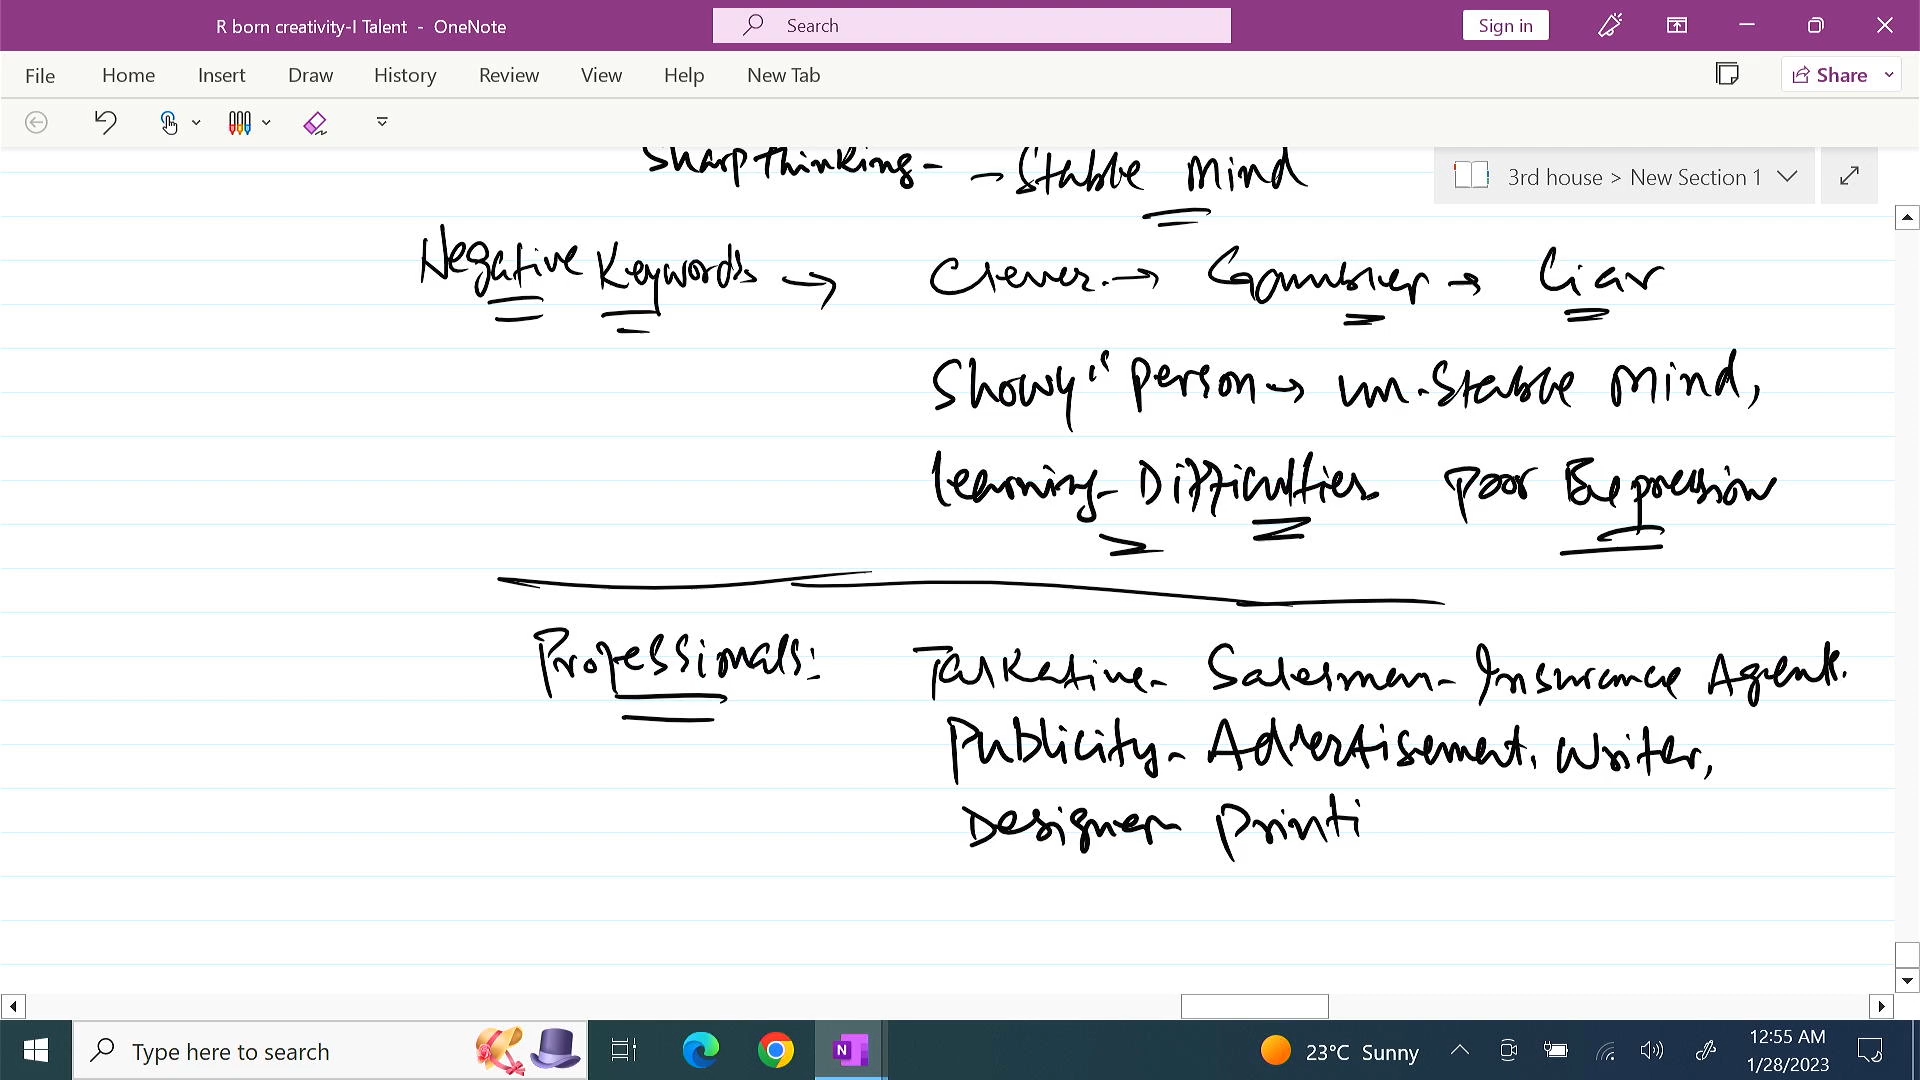 R born creativity-I Talent - OneNote
Search
Sign in
File Home Insert Draw History Review View Help New Tab
Share
3rd house > New Section 1
Sharp thinking - - Stable Mind
Negative Keywords → Clever. → Gambler → Liar
Showy" Person → un-Stable Mind,
learning - Difficulties. Poor Expression
Professionals: Talkative - Salesman - Insurance Agent.
Publicity - Advertisement. Writer,
Designer - Printi
Type here to search
23°C Sunny
12:55 AM
1/28/2023